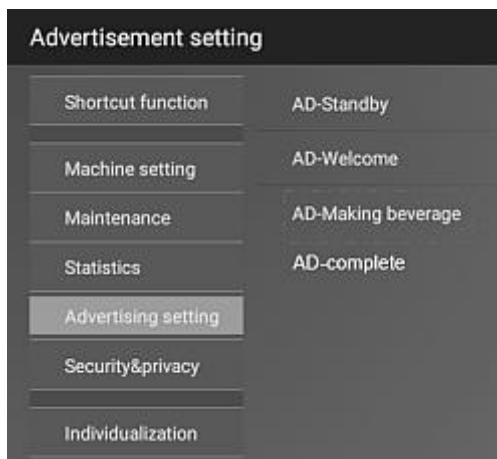 Advertisement setting
Shortcut function
Machine setting
Maintenance
Statistics
Advertising setting
Security&privacy
Individualization
AD-Standby
AD-Welcome
AD-Making beverage
AD-complete